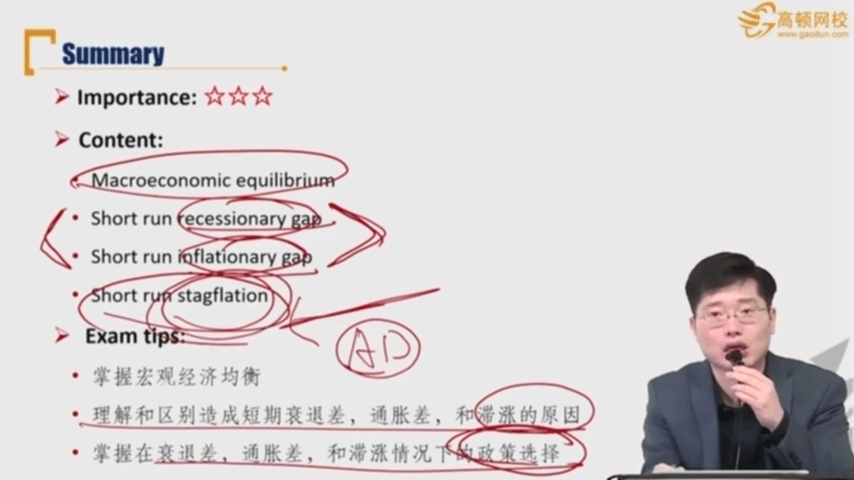 高顿网校
www.gaodun.com
Summary
Importance: ☆☆☆
Content:
Macroeconomic equilibrium
Short run recessionary gap
Short run inflationary gap
Short run stagflation
AD
Exam tips:
掌握宏观经济均衡
理解和区别造成短期衰退差，通胀差，和滞涨的原因
掌握在衰退差，通胀差，和滞涨情况下的政策选择